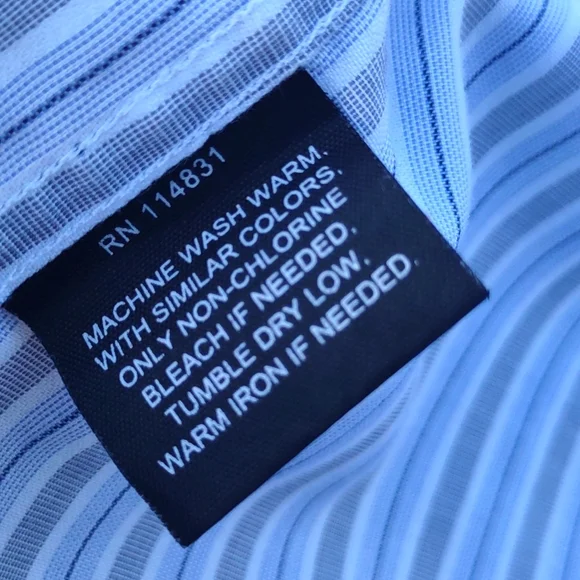 RN 114831
MACHINE WASH WARM,
WITH SIMILAR COLORS,
ONLY NON-CHLORINE
BLEACH IF NEEDED,
TUMBLE DRY LOW,
WARM IRON IF NEEDED.